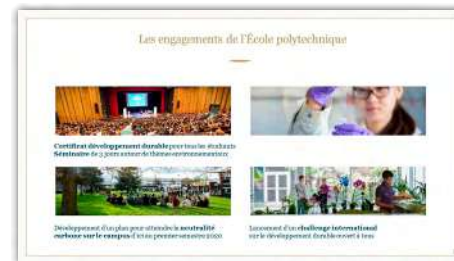 Les engagements de l'École polytechnique
Certificat développement durable pour tous les étudiants
Séminaire de 3 jours autour de thèmes environnementaux
Développement d'un plan pour atteindre la neutralité
carbone sur le campus d'ici au premier semestre 2020
Lancement d'un challenge international
sur le développement durable ouvert à tous